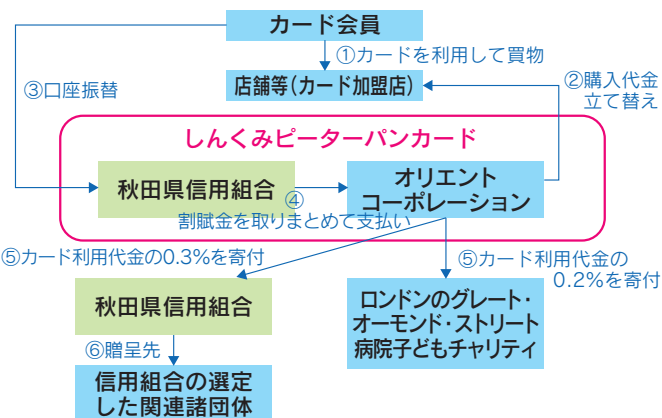 カード会員
①カードを利用して買物
③口座振替
店舗等(カード加盟店)
②購入代金
立て替え
しんくみピーターパンカード
秋田県信用組合
④
オリエント
コーポレーション
割賦金を取りまとめて支払い
⑤カード利用代金の0.3%を寄付
⑤カード利用代金の
0.2%を寄付
秋田県信用組合
ロンドンのグレート・
オーモンド・ストリート
病院子どもチャリティ
⑥贈呈先
信用組合の選定
した関連諸団体